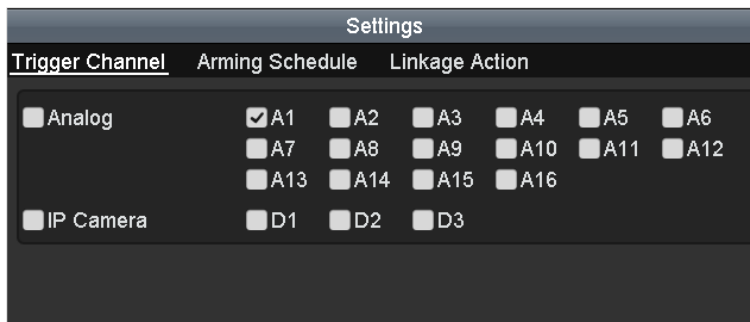 Settings
Trigger Channel Arming Schedule Linkage Action
Analog A1 A2 A3 A4 A5 A6
A7 A8 A9 A10 A11 A12
A13 A14 A15 A16
IP Camera D1 D2 D3